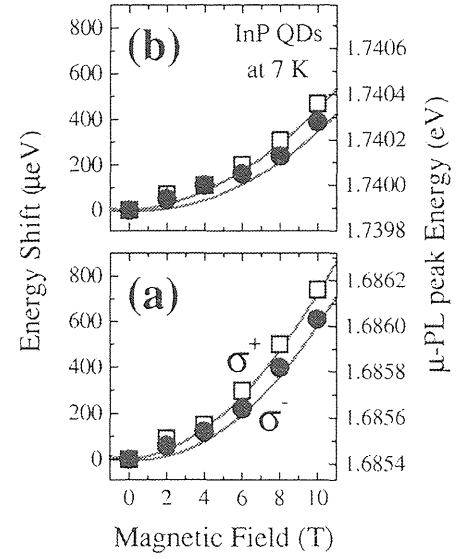 (b)
InP QDs
at 7 K
800
600
400
200
0
1.7406
1.7404
1.7402
1.7400
1.7398
(a)
σ+
σ-
800
600
400
200
0
1.6862
1.6860
1.6858
1.6856
1.6854
0 2 4 6 8 10
Magnetic Field (T)
Energy Shift (µeV)
µ-PL peak Energy (eV)